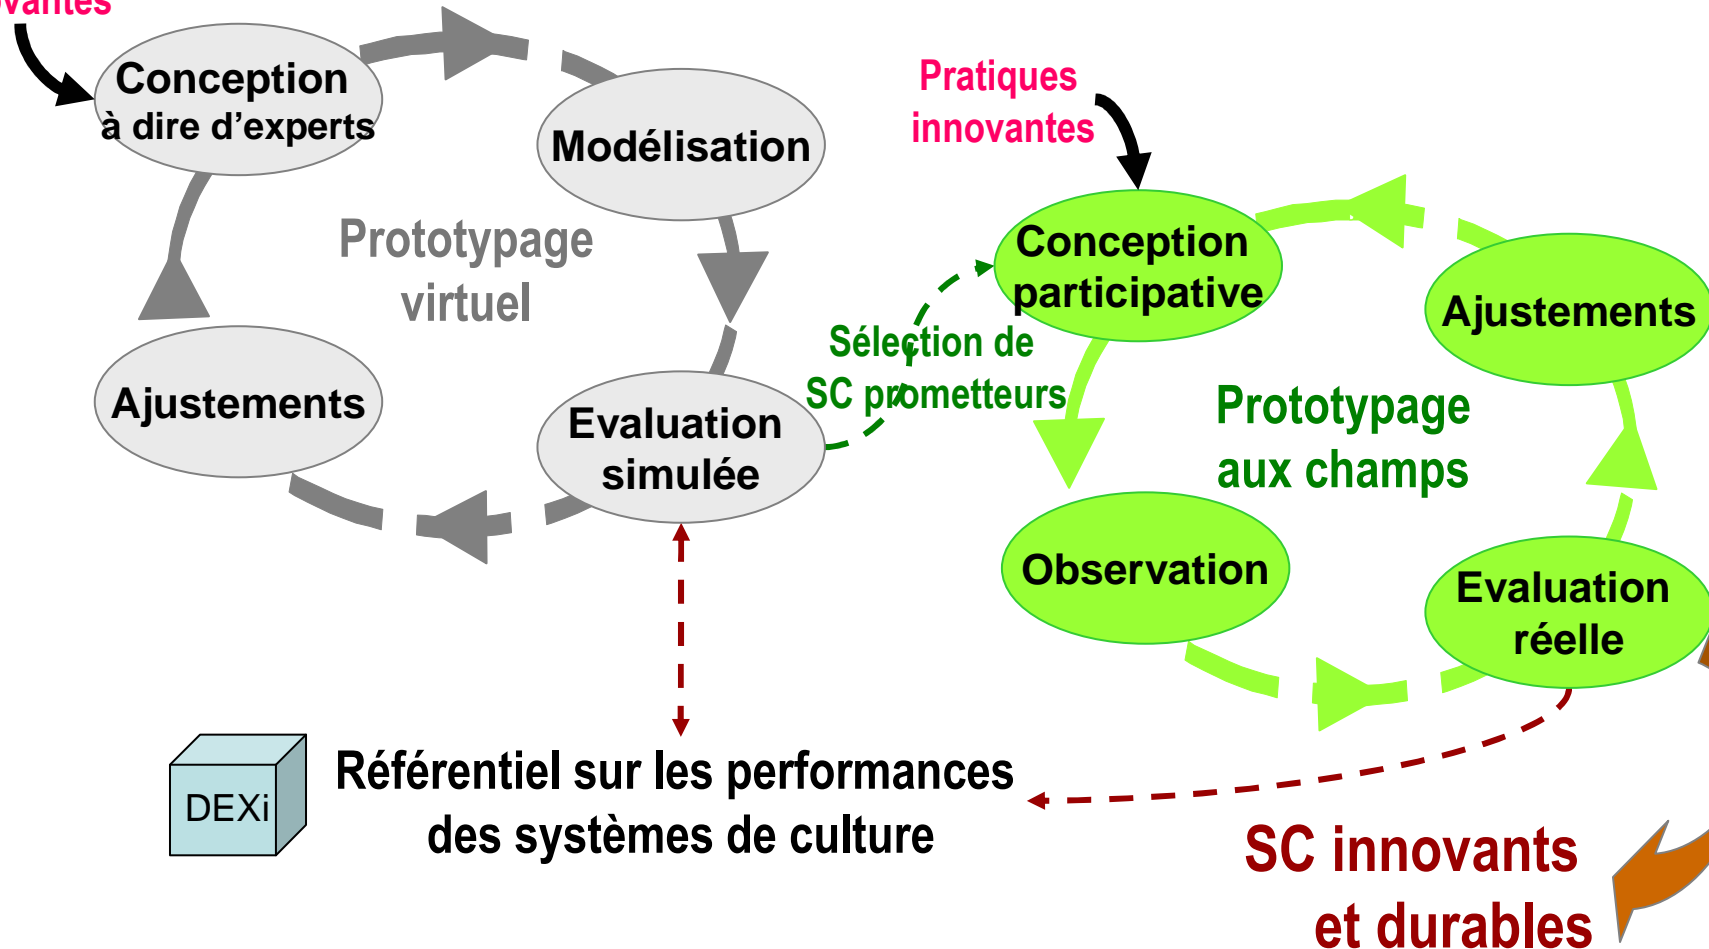 Conception
à dire d'experts
Modélisation
Prototypage
virtuel
Ajustements
Evaluation
simulée
Pratiques
innovantes
Conception
participative
Ajustements
Sélection de
SC prometteurs
Prototypage
aux champs
Observation
Evaluation
réelle
DEXi
Référentiel sur les performances
des systèmes de culture
SC innovants
et durables